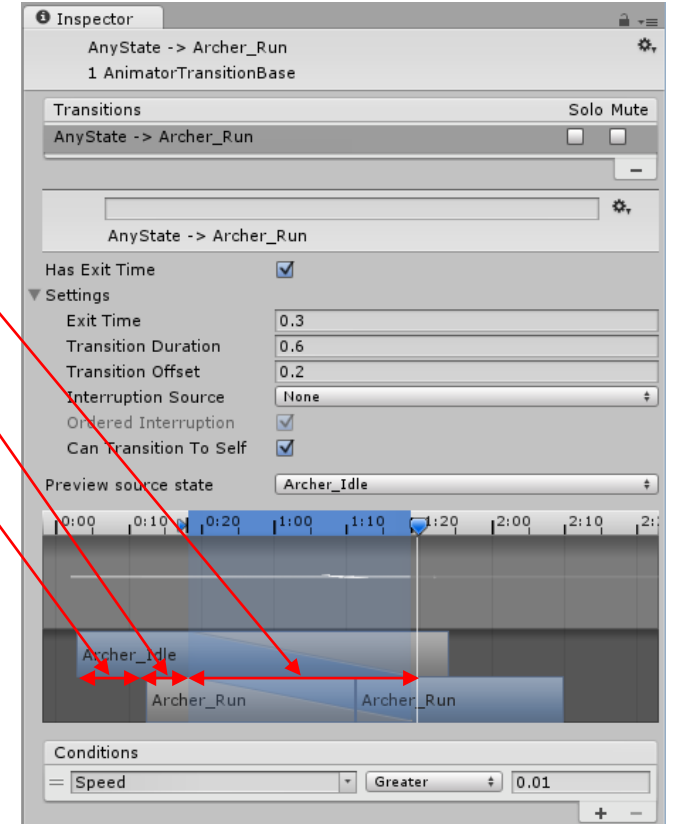 Inspector
AnyState -> Archer_Run
1 AnimatorTransitionBase
Transitions Solo Mute
AnyState -> Archer_Run
AnyState -> Archer_Run
Has Exit Time
Settings
Exit Time 0.3
Transition Duration 0.6
Transition Offset 0.2
Interruption Source None
Ordered Interruption
Can Transition To Self
Preview source state Archer_Idle
0:00 0:10 0:20 1:00 1:10 1:20 2:00 2:10 2:
Archer_Idle
Archer_Run Archer_Run
Conditions
Speed Greater 0.01